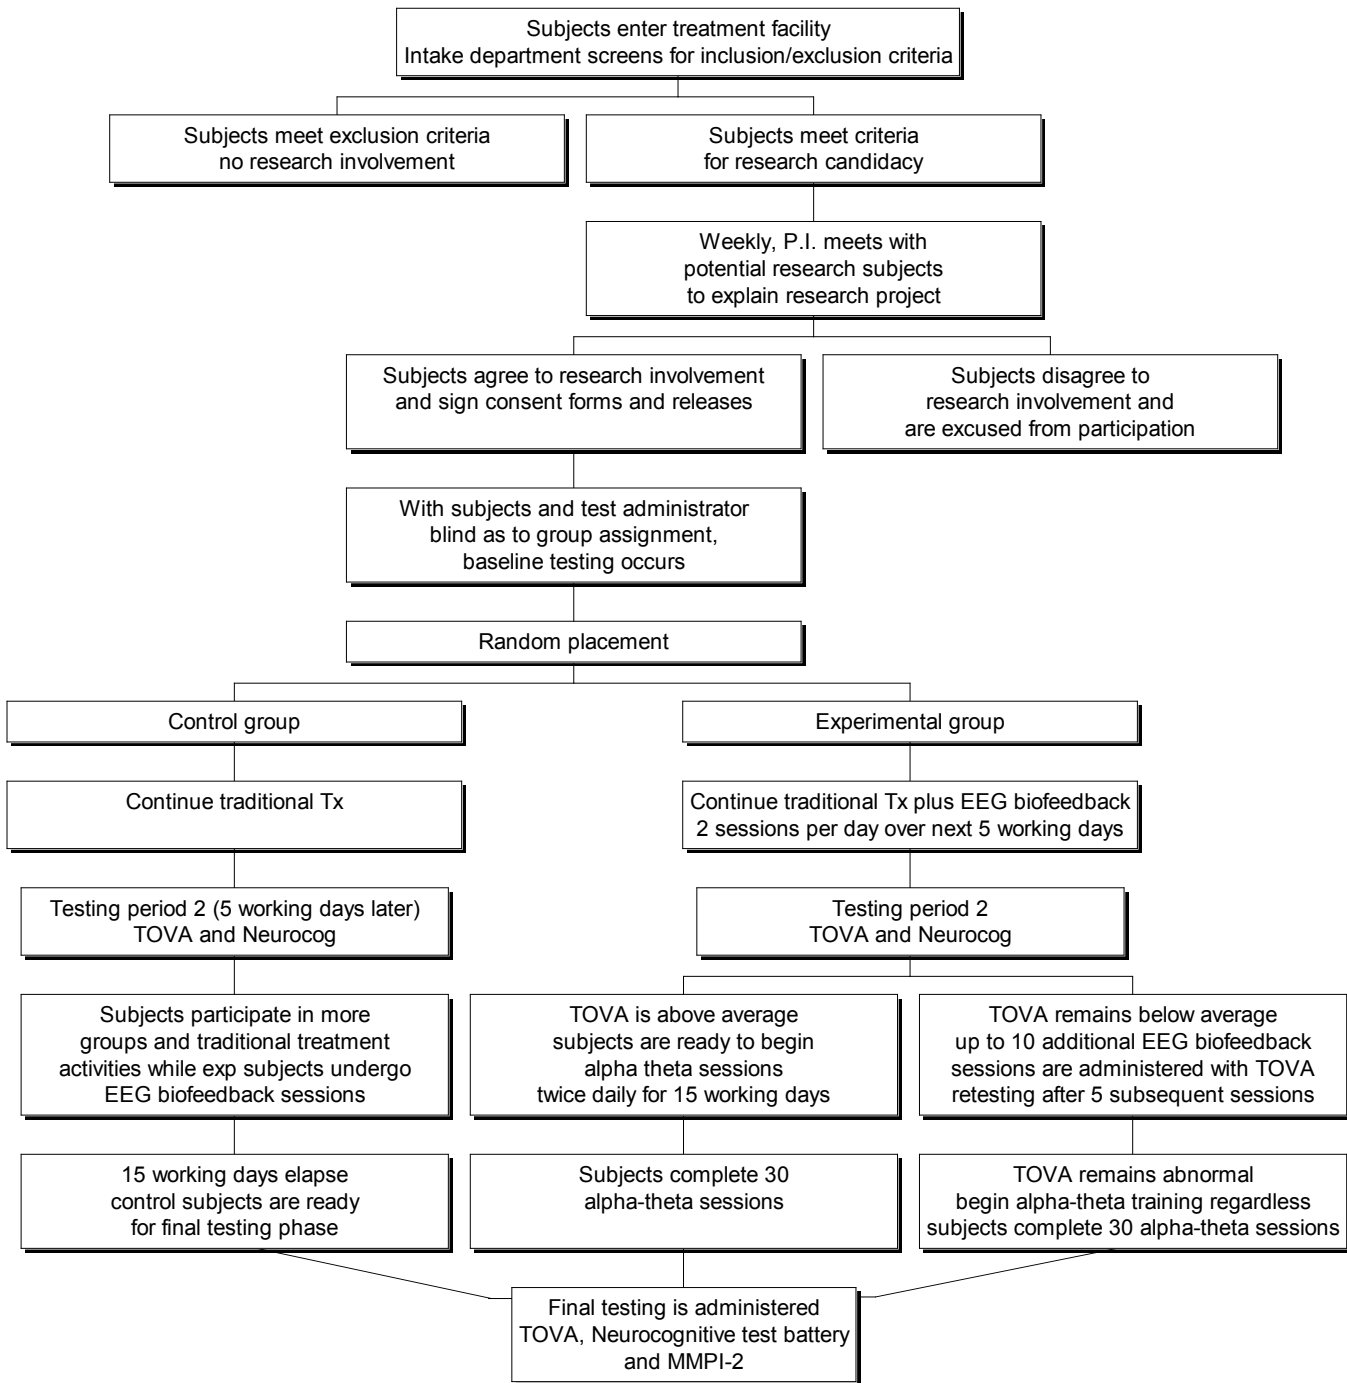 Subjects enter treatment facility
Intake department screens for inclusion/exclusion criteria
Subjects meet exclusion criteria
no research involvement
Subjects meet criteria
for research candidacy
Weekly, P.I. meets with
potential research subjects
to explain research project
Subjects agree to research involvement
and sign consent forms and releases
Subjects disagree to
research involvement and
are excused from participation
With subjects and test administrator
blind as to group assignment,
baseline testing occurs
Random placement
Control group
Experimental group
Continue traditional Tx
Continue traditional Tx plus EEG biofeedback
2 sessions per day over next 5 working days
Testing period 2 (5 working days later)
TOVA and Neurocog
Testing period 2
TOVA and Neurocog
Subjects participate in more
groups and traditional treatment
activities while exp subjects undergo
EEG biofeedback sessions
TOVA is above average
subjects are ready to begin
alpha theta sessions
twice daily for 15 working days
TOVA remains below average
up to 10 additional EEG biofeedback
sessions are administered with TOVA
retesting after 5 subsequent sessions
15 working days elapse
control subjects are ready
for final testing phase
Subjects complete 30
alpha-theta sessions
TOVA remains abnormal
begin alpha-theta training regardless
subjects complete 30 alpha-theta sessions
Final testing is administered
TOVA, Neurocognitive test battery
and MMPI-2